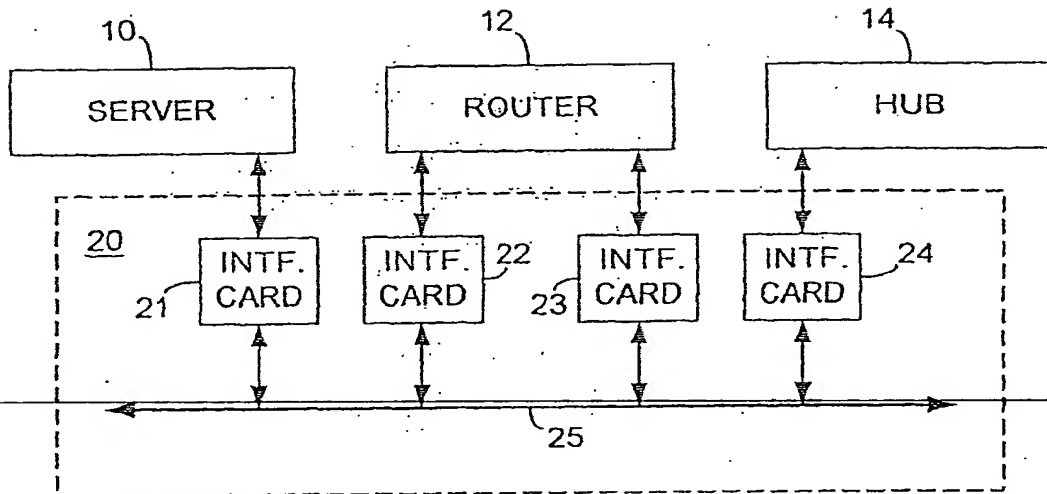 10
12
14
SERVER
ROUTER
HUB
20
INTF.
CARD
21
INTF.
CARD
22
INTF.
CARD
23
INTF.
CARD
24
25